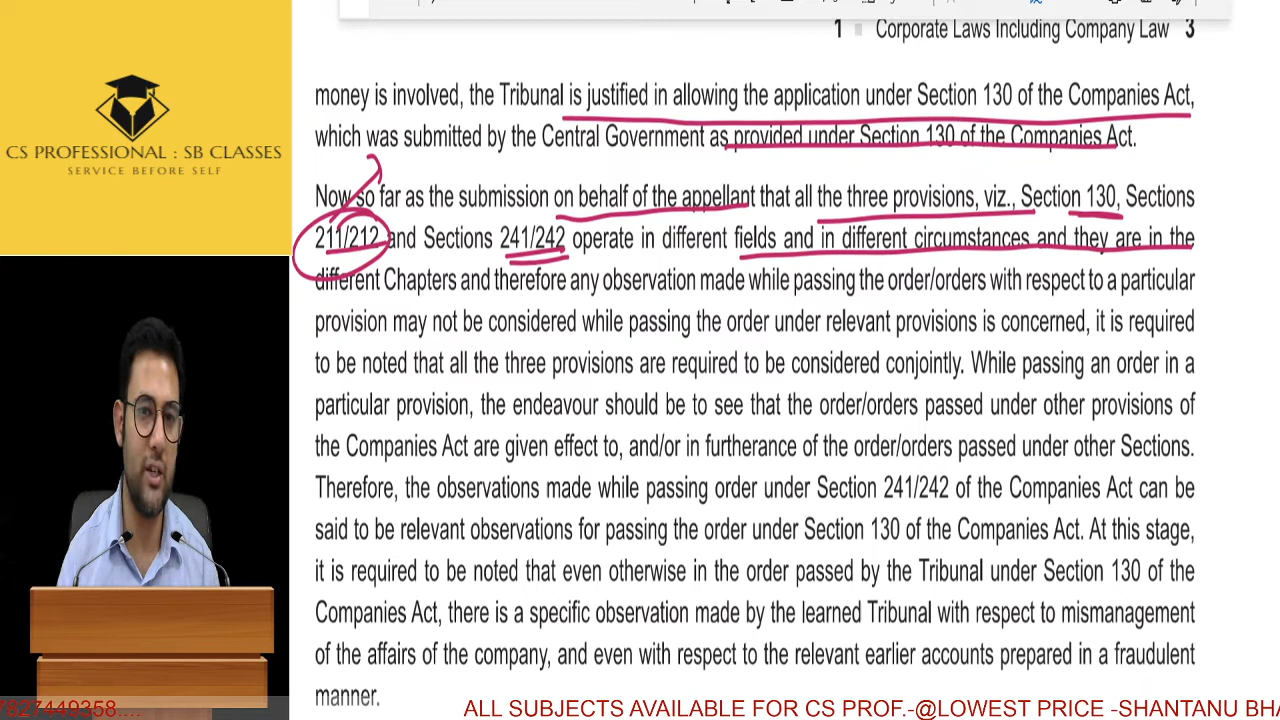 1 ■ Corporate Laws Including Company Law 3
CS PROFESSIONAL : SB CLASSES
SERVICE BEFORE SELF
money is involved, the Tribunal is justified in allowing the application under Section 130 of the Companies Act,
which was submitted by the Central Government as provided under Section 130 of the Companies Act.
Now so far as the submission on behalf of the appellant that all the three provisions, viz., Section 130, Sections
211/212 and Sections 241/242 operate in different fields and in different circumstances and they are in the
different Chapters and therefore any observation made while passing the order/orders with respect to a particular
provision may not be considered while passing the order under relevant provisions is concerned, it is required
to be noted that all the three provisions are required to be considered conjointly. While passing an order in a
particular provision, the endeavour should be to see that the order/orders passed under other provisions of
the Companies Act are given effect to, and/or in furtherance of the order/orders passed under other Sections.
Therefore, the observations made while passing order under Section 241/242 of the Companies Act can be
said to be relevant observations for passing the order under Section 130 of the Companies Act. At this stage,
it is required to be noted that even otherwise in the order passed by the Tribunal under Section 130 of the
Companies Act, there is a specific observation made by the learned Tribunal with respect to mismanagement
of the affairs of the company, and even with respect to the relevant earlier accounts prepared in a fraudulent
manner.
7827449358.... ALL SUBJECTS AVAILABLE FOR CS PROF.-@LOWEST PRICE -SHANTANU BHA